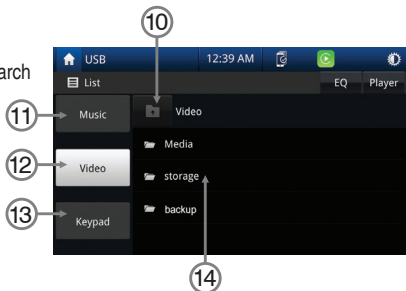 ⑩
USB 12:39 AM
arch
List EQ Player
⑪ Music Video
Media
⑫ Video storage
backup
⑬ Keypad
⑭